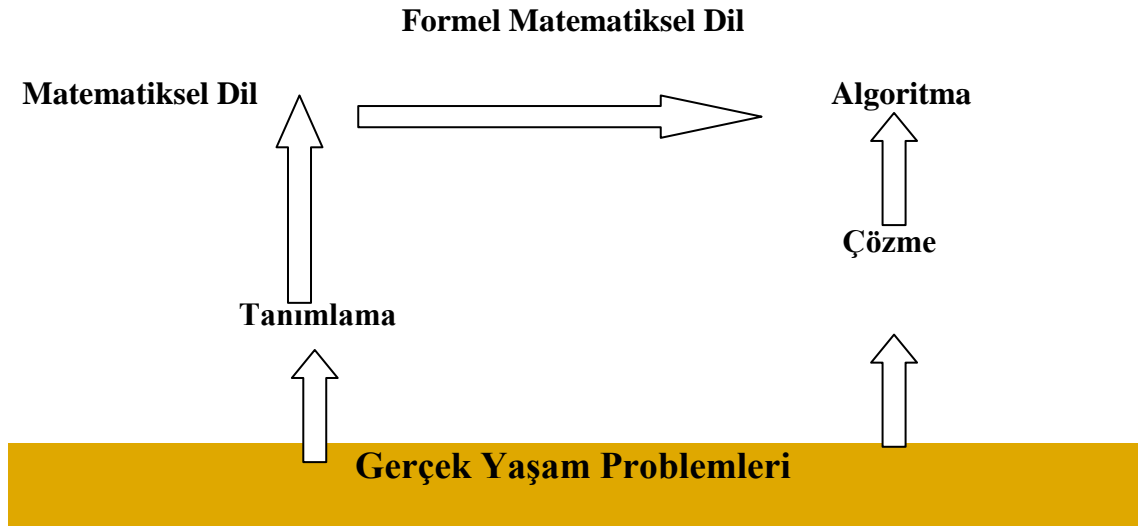 Formel Matematiksel Dil
Matematiksel Dil
Algoritma
Çözme
Tanımlama
Gerçek Yaşam Problemleri